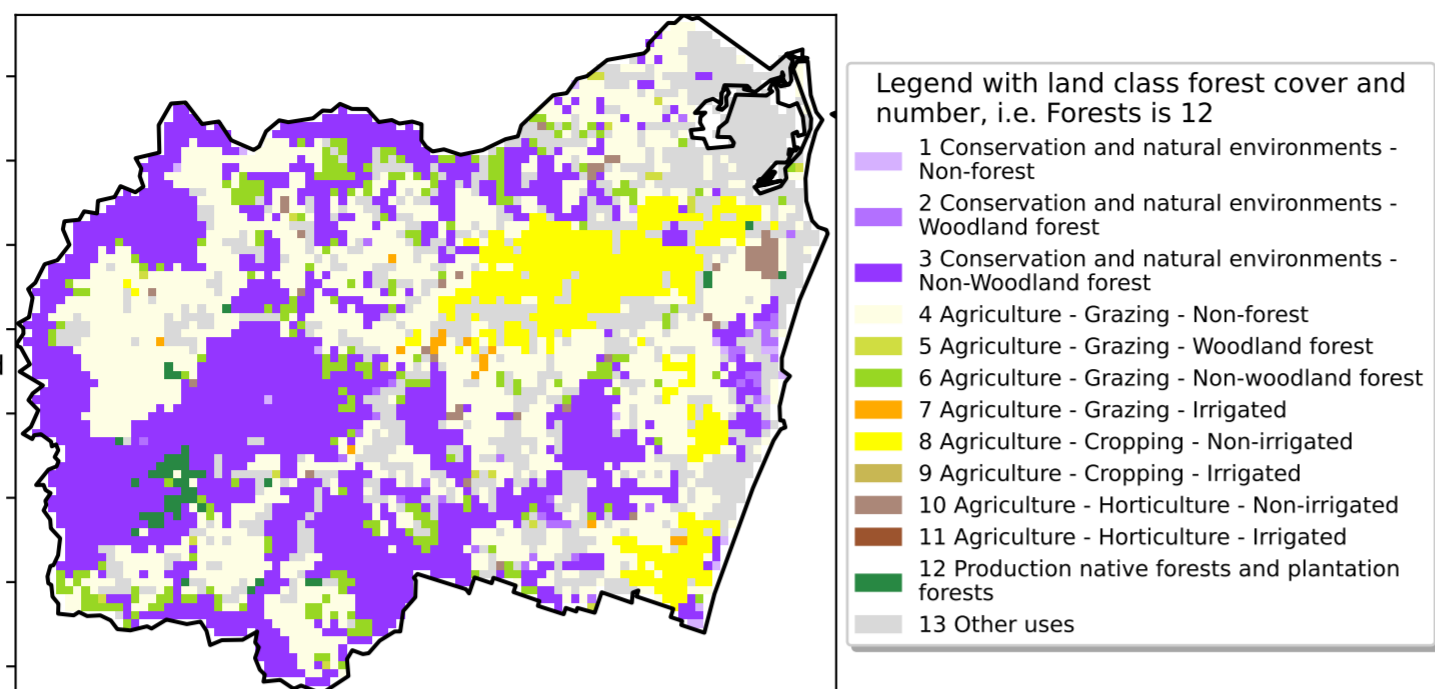 Legend with land class forest cover and
number, i.e. Forests is 12
1 Conservation and natural environments -
Non-forest
2 Conservation and natural environments -
Woodland forest
3 Conservation and natural environments -
Non-Woodland forest
4 Agriculture - Grazing - Non-forest
5 Agriculture - Grazing - Woodland forest
6 Agriculture - Grazing - Non-woodland forest
7 Agriculture - Grazing - Irrigated
8 Agriculture - Cropping - Non-irrigated
9 Agriculture - Cropping - Irrigated
10 Agriculture - Horticulture - Non-irrigated
11 Agriculture - Horticulture - Irrigated
12 Production native forests and plantation
forests
13 Other uses